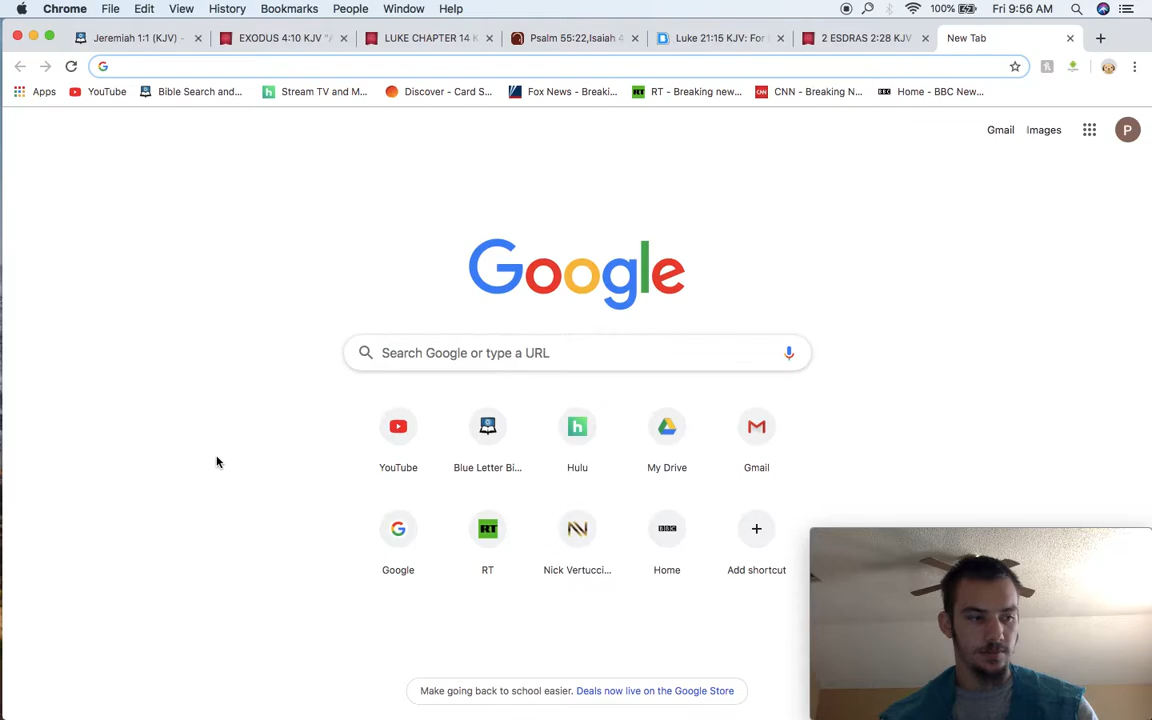 Chrome File Edit View History Bookmarks People Window Help 100% Fri 9:56 AM
Jeremiah 1:1 (KJV) - EXODUS 4:10 KJV "A LUKE CHAPTER 14 K Psalm 55:22,Isaiah 4 Luke 21:15 KJV: For I 2 ESDRAS 2:28 KJV New Tab
Apps YouTube Bible Search and... Stream TV and M... Discover - Card S... Fox News - Breaki... RT - Breaking new... CNN - Breaking N... Home - BBC New...
Gmail Images P
Google
Search Google or type a URL
YouTube Blue Letter Bi... Hulu My Drive Gmail
Google RT Nick Vertucci... Home Add shortcut
Make going back to school easier. Deals now live on the Google Store